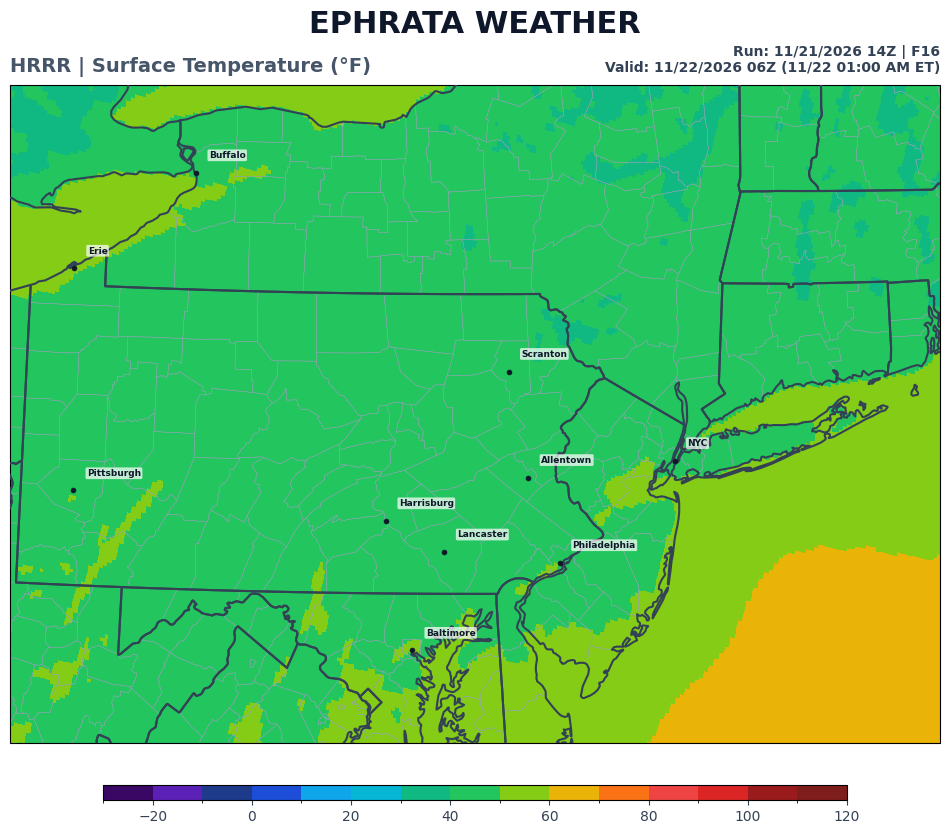 EPHRATA WEATHER
HRRR | Surface Temperature (°F)
Run: 11/21/2026 14Z | F16
Valid: 11/22/2026 06Z (11/22 01:00 AM ET)
Buffalo
Erie
Scranton
NYC
Allentown
Pittsburgh
Harrisburg
Lancaster
Philadelphia
Baltimore
−20 0 20 40 60 80 100 120